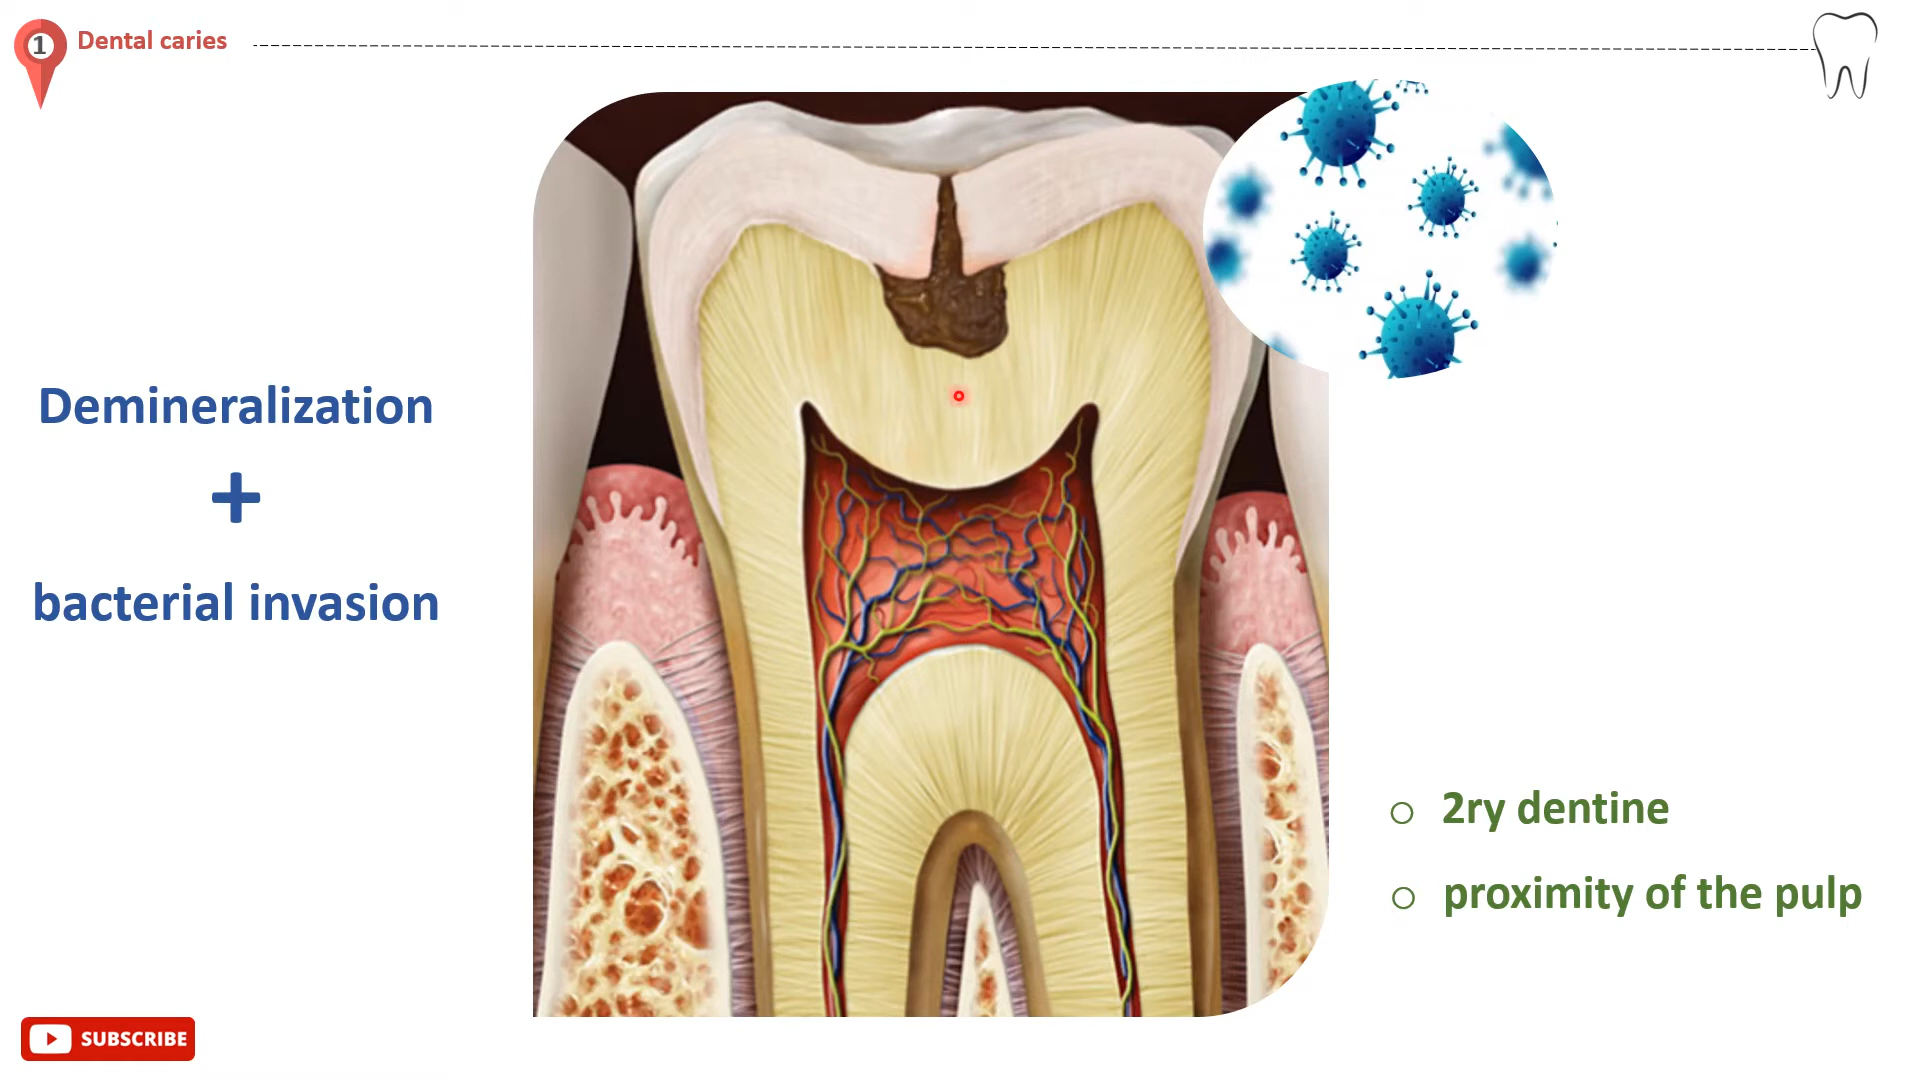 1
Dental caries
Demineralization
+
bacterial invasion
2ry dentine
proximity of the pulp
SUBSCRIBE